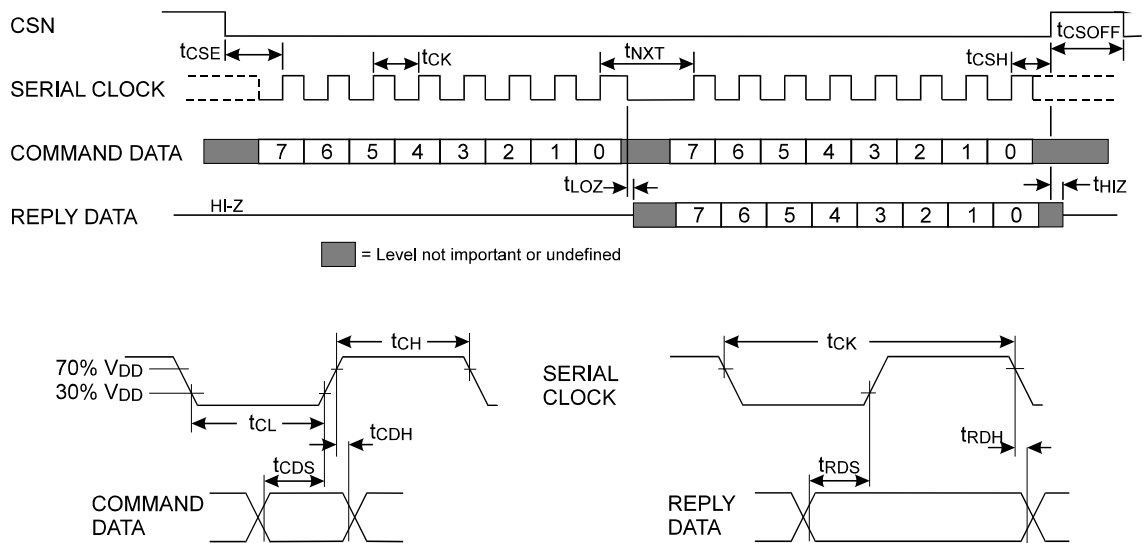 CSN
tCSE
tCK
tNXT
tCSH
tCSOFF
SERIAL CLOCK
COMMAND DATA
7 6 5 4 3 2 1 0
7 6 5 4 3 2 1 0
tLOZ
tHIZ
REPLY DATA
HI-Z
7 6 5 4 3 2 1 0
= Level not important or undefined
tCH
70% VDD
30% VDD
tCL
tCDH
tCDS
COMMAND
DATA
SERIAL
CLOCK
tCK
tRDH
tRDS
REPLY
DATA